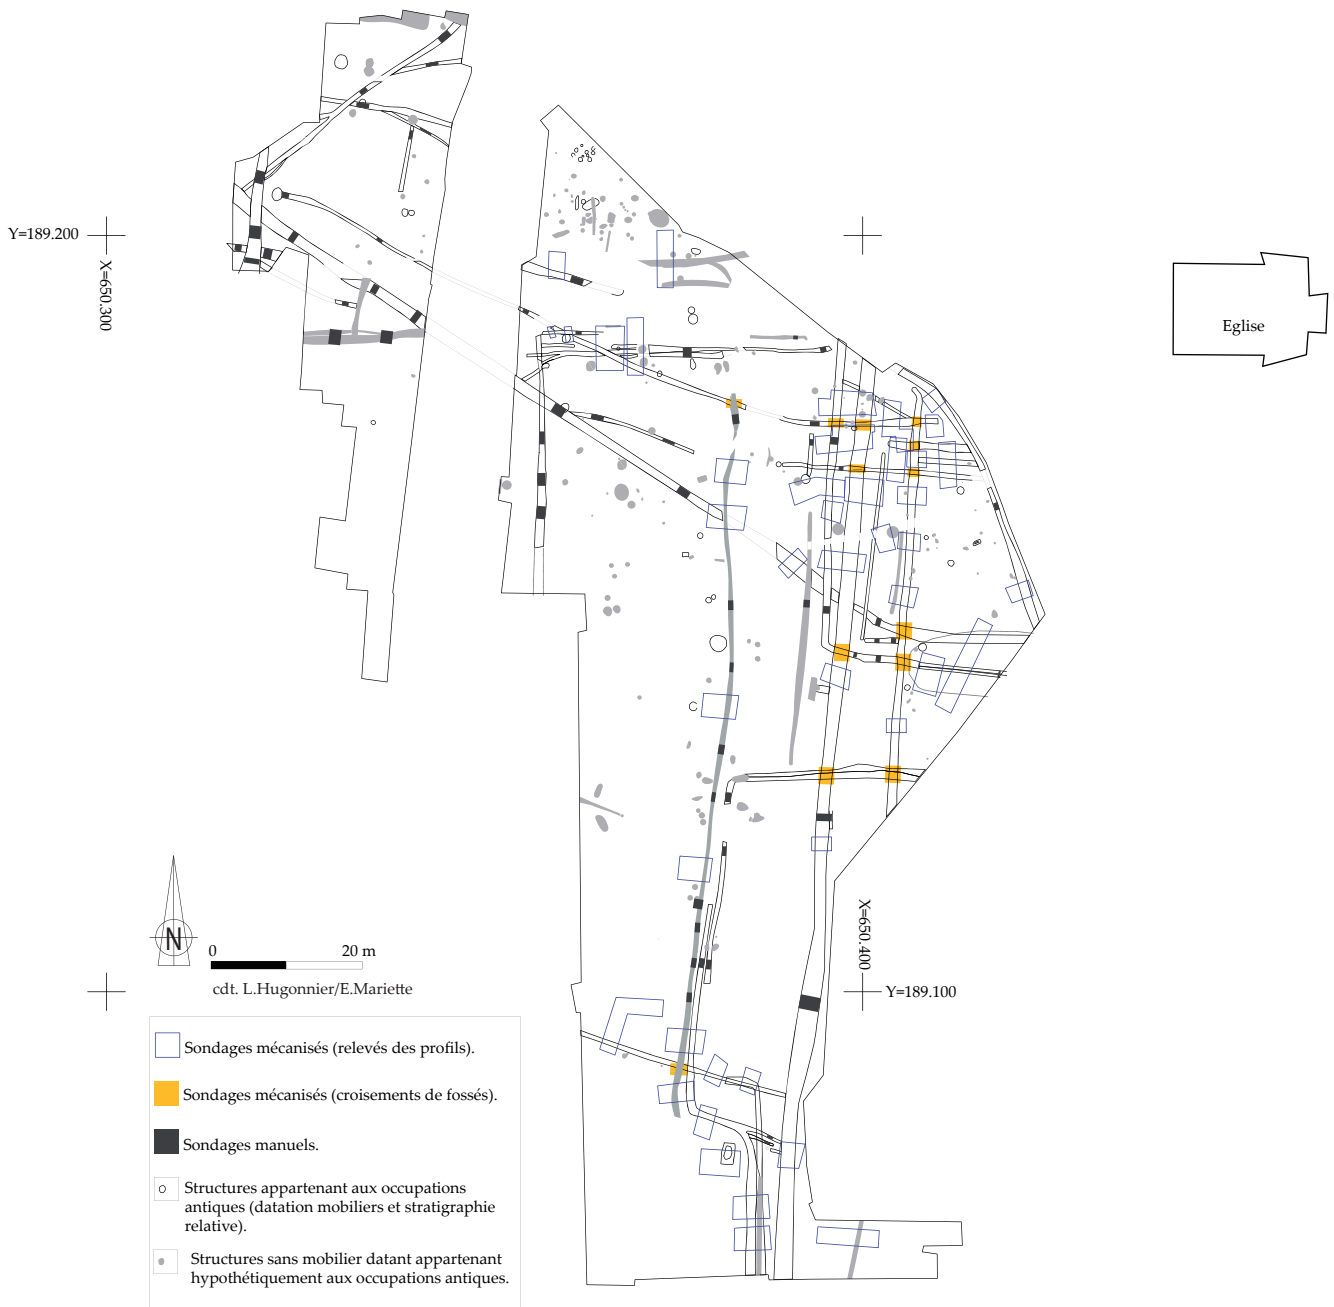 Y=189.200
X=650.300
Eglise
N
0 20 m
cdt. L.Hugonnier/E.Mariette
X=650.400
Y=189.100
Sondages mécanisés (relevés des profils).
Sondages mécanisés (croisements de fossés).
Sondages manuels.
Structures appartenant aux occupations
antiques (datation mobiliers et stratigraphie
relative).
Structures sans mobilier datant appartenant
hypothétiquement aux occupations antiques.